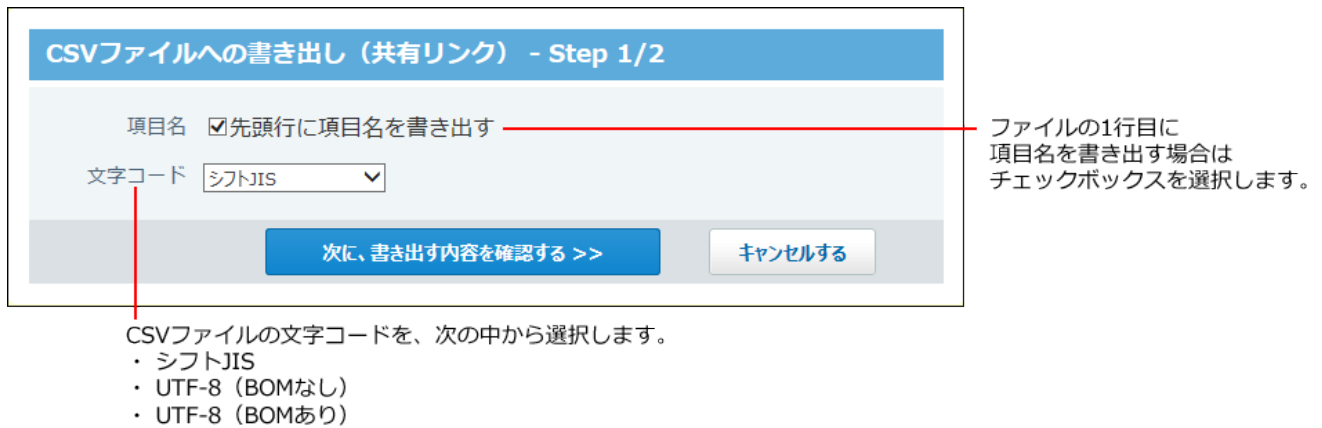 CSVファイルへの書き出し（共有リンク） - Step 1/2
項目名 先頭行に項目名を書き出す
ファイルの1行目に
項目名を書き出す場合は
チェックボックスを選択します。
文字コード シフトJIS
次に、書き出す内容を確認する >> キャンセルする
CSVファイルの文字コードを、次の中から選択します。
・ シフトJIS
・ UTF-8（BOMなし）
・ UTF-8（BOMあり）